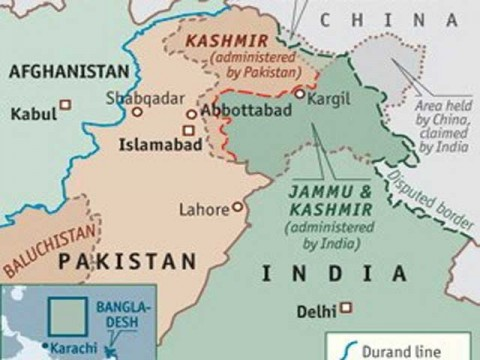 CHINA
KASHMIR
(administered
by Pakistan)
AFGHANISTAN
Kabul
Shabqadar
Abbottabad
Kargil
Islamabad
Area held
by China,
claimed
by India
JAMMU &
KASHMIR
(administered
by India)
Disputed border
Lahore
BALUCHISTAN
PAKISTAN
INDIA
Delhi
BANGLA-
DESH
Karachi
Durand line